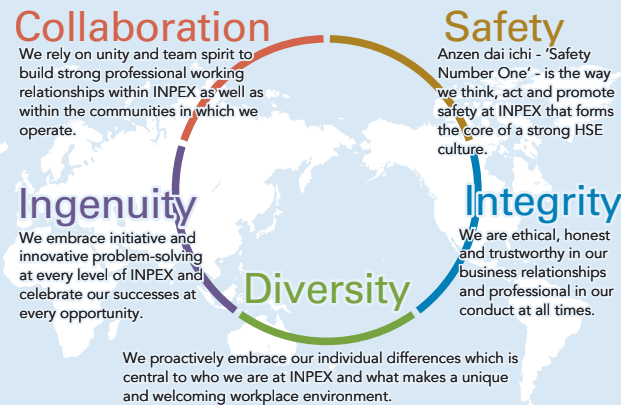 Collaboration
We rely on unity and team spirit to
build strong professional working
relationships within INPEX as well as
within the communities in which we
operate.
Safety
Anzen dai ichi - ‘Safety
Number One’ - is the way
we think, act and promote
safety at INPEX that forms
the core of a strong HSE
culture.
Ingenuity
We embrace initiative and
innovative problem-solving
at every level of INPEX and
celebrate our successes at
every opportunity.
Integrity
We are ethical, honest
and trustworthy in our
business relationships
and professional in our
conduct at all times.
Diversity
We proactively embrace our individual differences which is
central to who we are at INPEX and what makes a unique
and welcoming workplace environment.